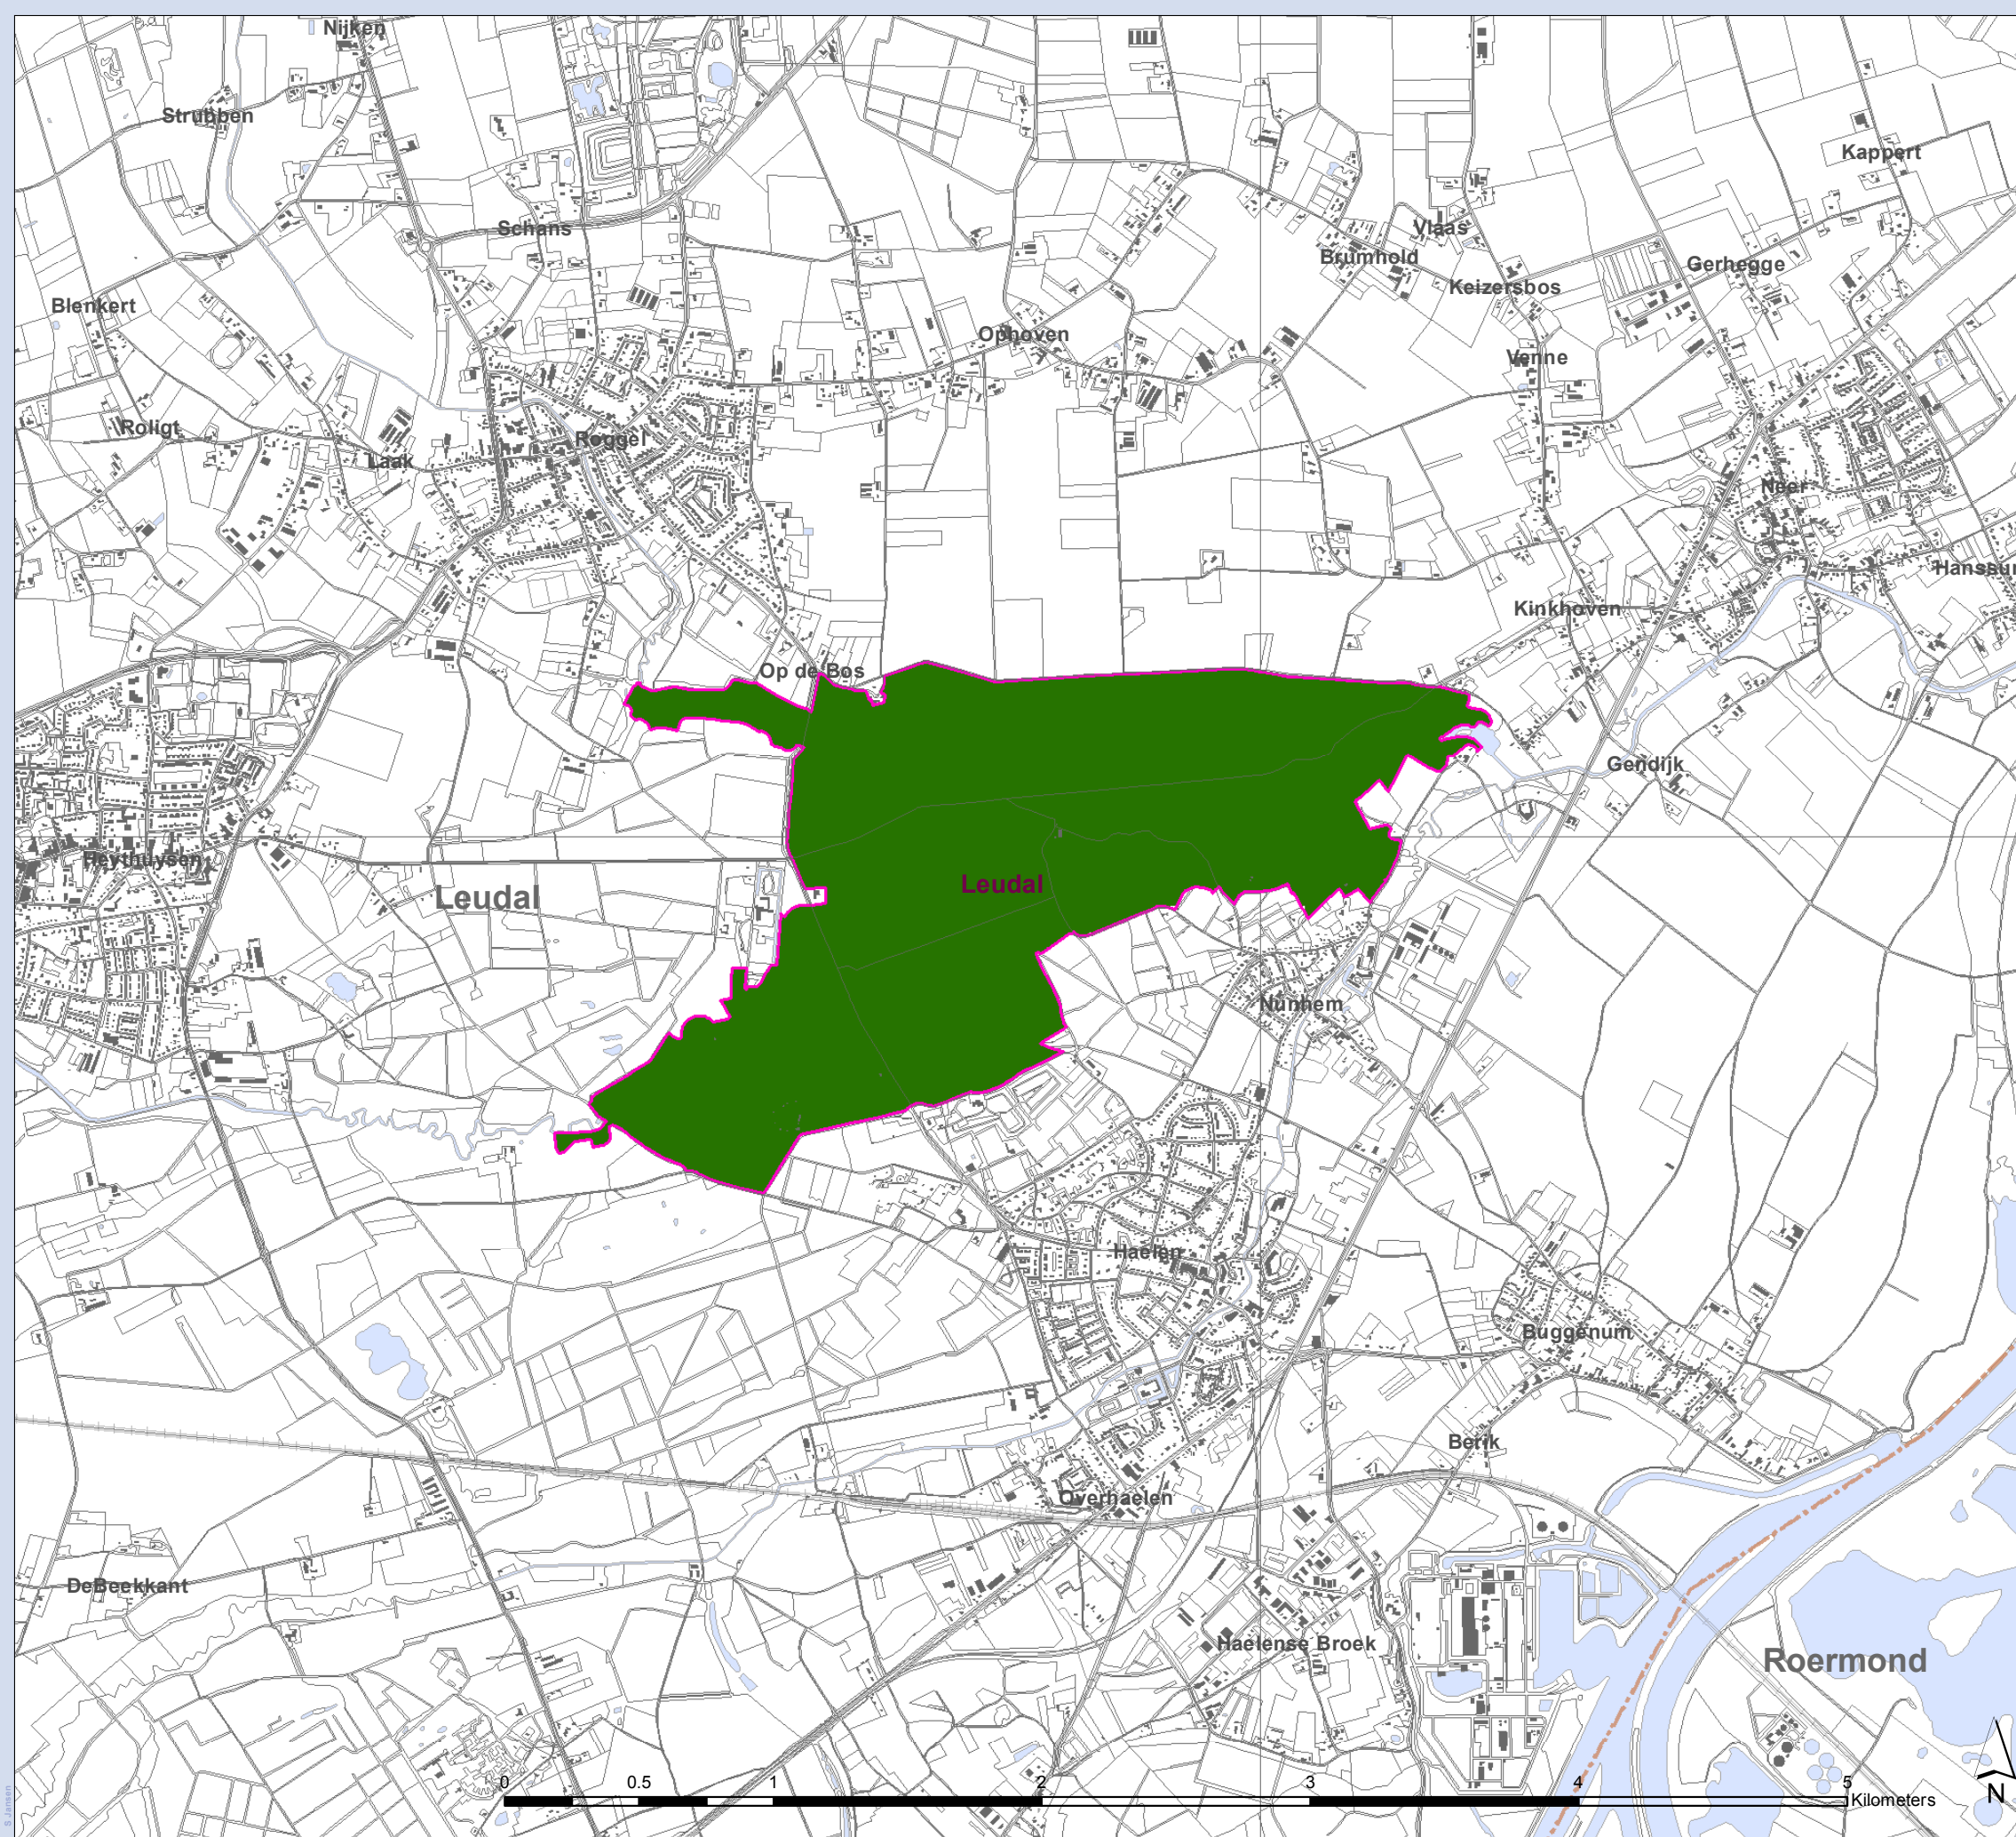 Nijken
Strubben
Kappert
Schans
Vlaas
Brumhold
Gerhegge
Keizersbos
Blenkert
Ophoven
Venne
Roligt
Roggel
Laak
Neer
Hanssum
Kinkhoven
Op de Bos
Gendijk
Heythuysen
Leudal
Leudal
Nunhem
Haelen
Buggenum
Berik
Overhaelen
DeBeekkant
Haelense Broek
Roermond
0 0.5 1 2 3 4 5
Kilometers
N
S Jansen